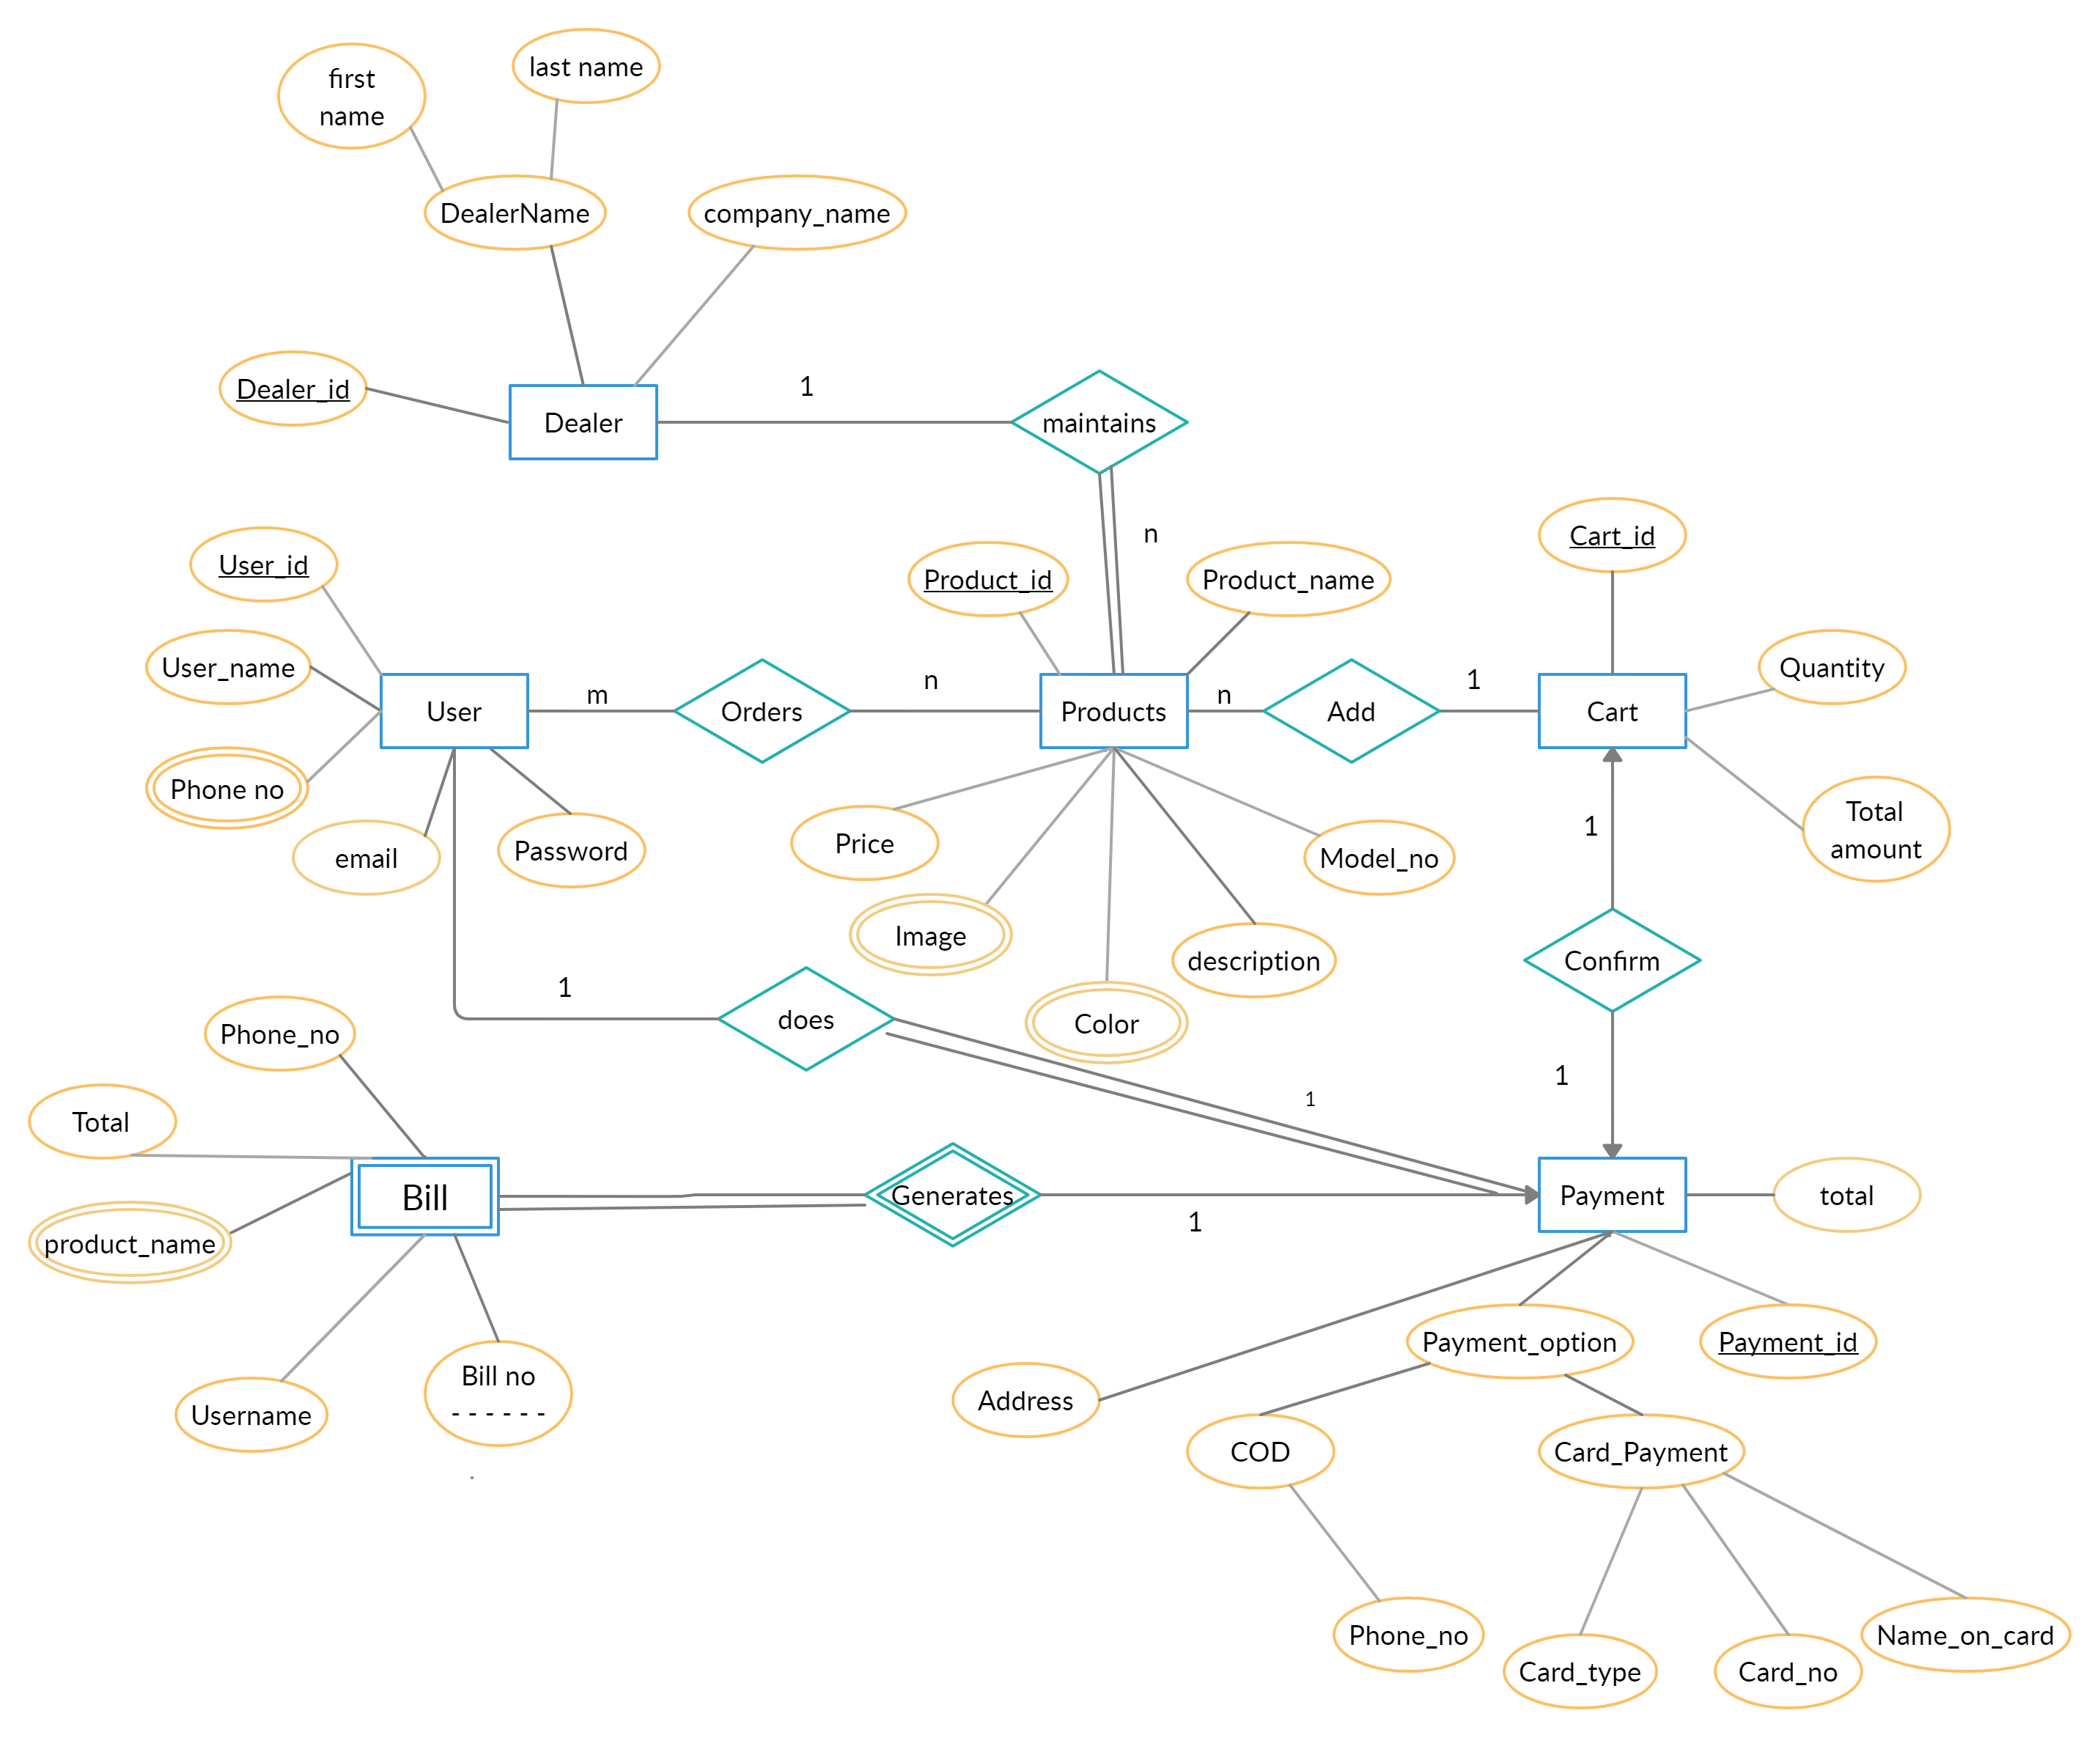 first
name
last name
DealerName
company_name
Dealer_id
Dealer
1
maintains
n
Cart_id
User_id
Product_id
Product_name
User_name
Quantity
User
m
Orders
n
Products
n
Add
1
Cart
Phone no
email
Password
Price
Model_no
1
Total
amount
Image
description
Confirm
1
does
Color
Phone_no
1
1
Total
Bill
Generates
1
Payment
total
product_name
Payment_option
Payment_id
Bill no
- - - - - -
Username
Address
COD
Card_Payment
Phone_no
Name_on_card
Card_type
Card_no